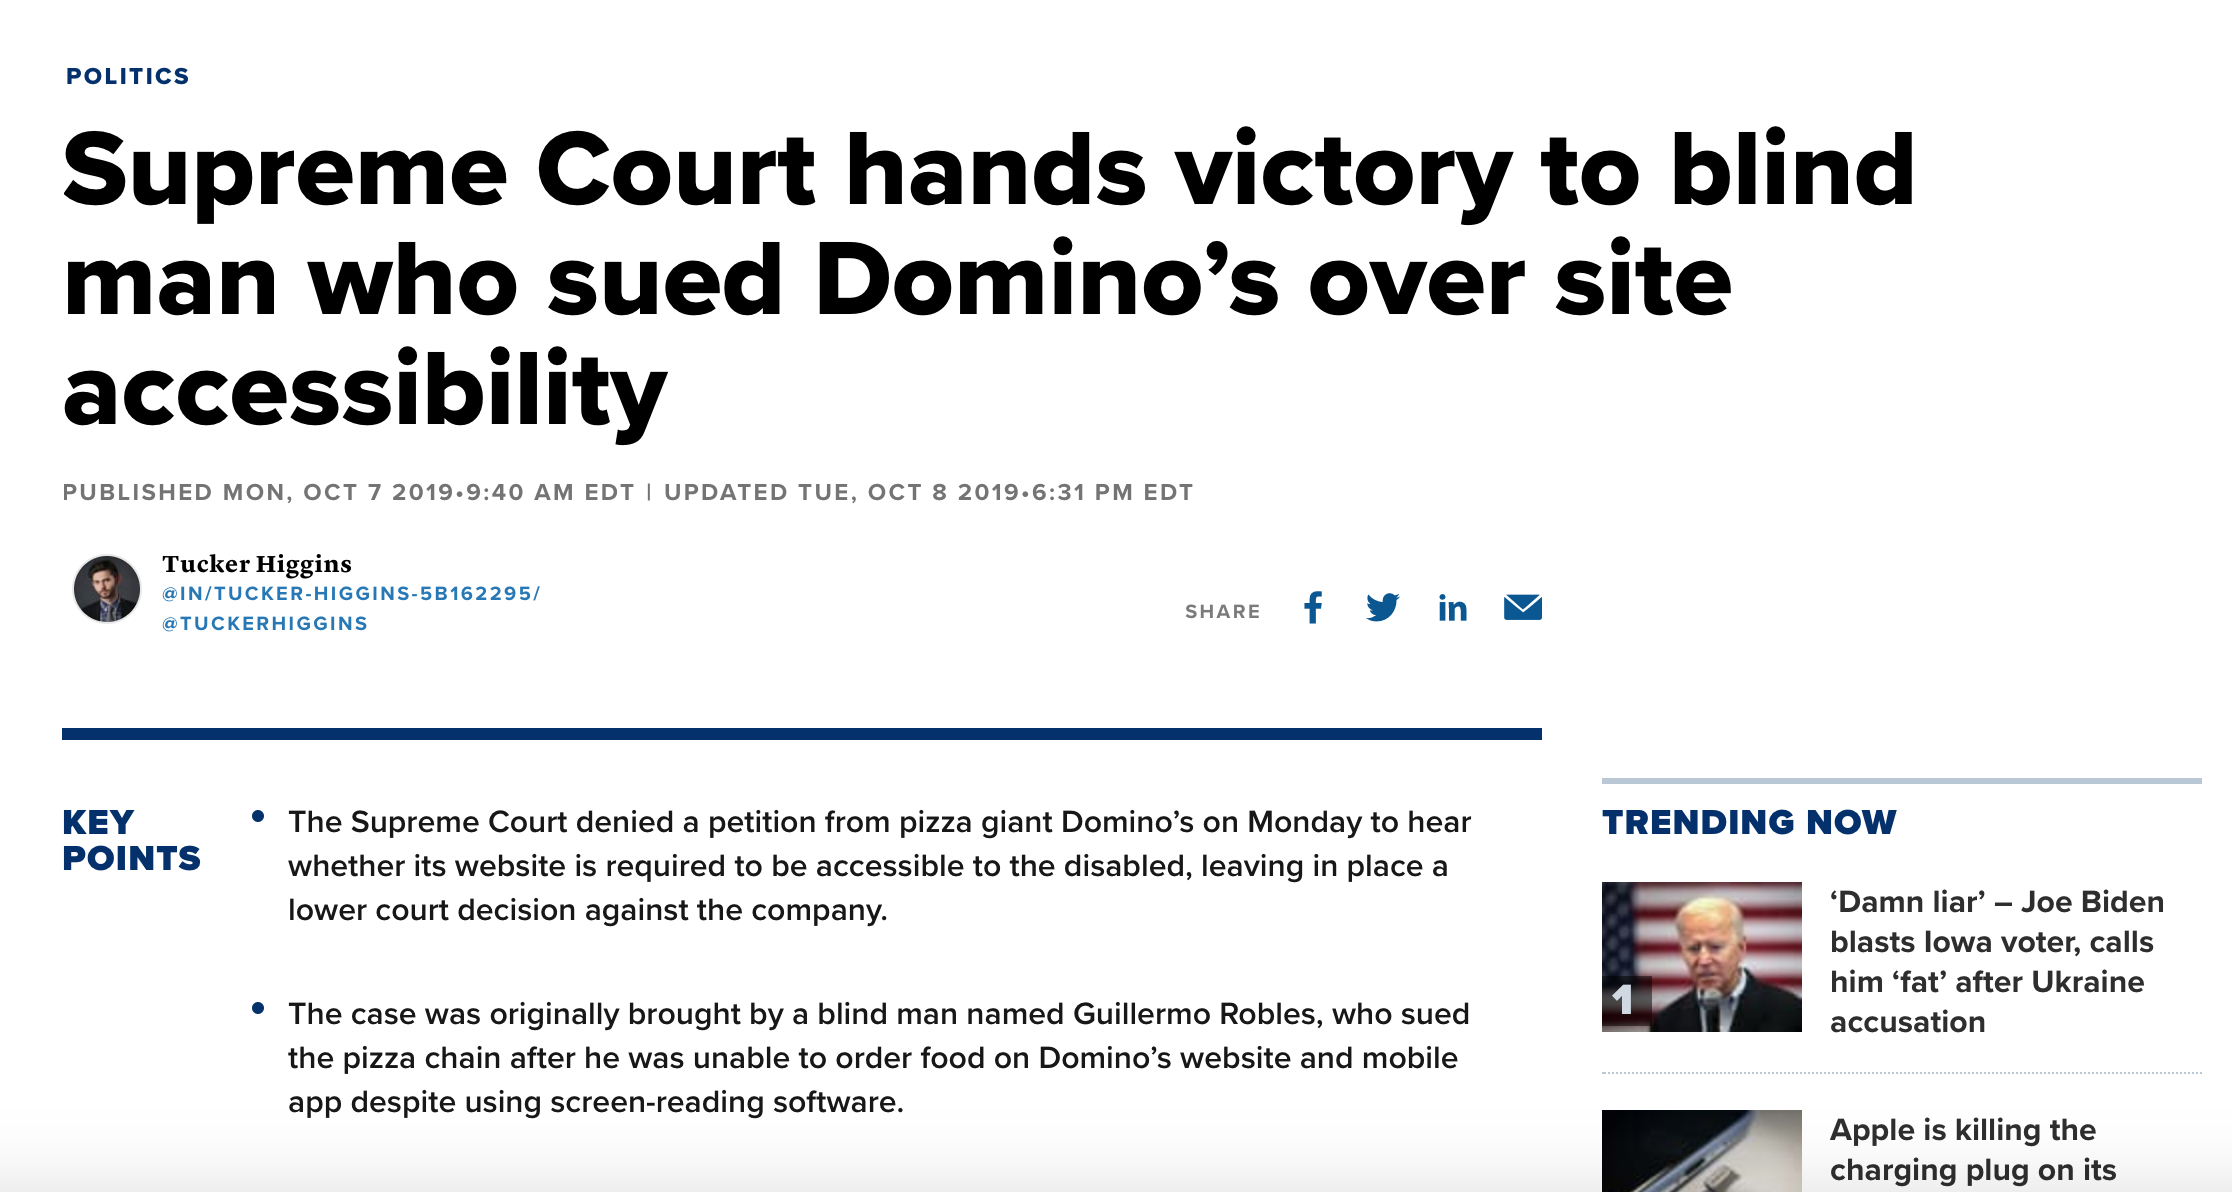 POLITICS
Supreme Court hands victory to blind
man who sued Domino’s over site
accessibility
PUBLISHED MON, OCT 7 2019•9:40 AM EDT | UPDATED TUE, OCT 8 2019•6:31 PM EDT
Tucker Higgins
@IN/TUCKER-HIGGINS-5B162295/
@TUCKERHIGGINS
SHARE
KEY
POINTS
The Supreme Court denied a petition from pizza giant Domino’s on Monday to hear
whether its website is required to be accessible to the disabled, leaving in place a
lower court decision against the company.
The case was originally brought by a blind man named Guillermo Robles, who sued
the pizza chain after he was unable to order food on Domino’s website and mobile
app despite using screen-reading software.
TRENDING NOW
1
‘Damn liar’ – Joe Biden
blasts Iowa voter, calls
him ‘fat’ after Ukraine
accusation
Apple is killing the
charging plug on its